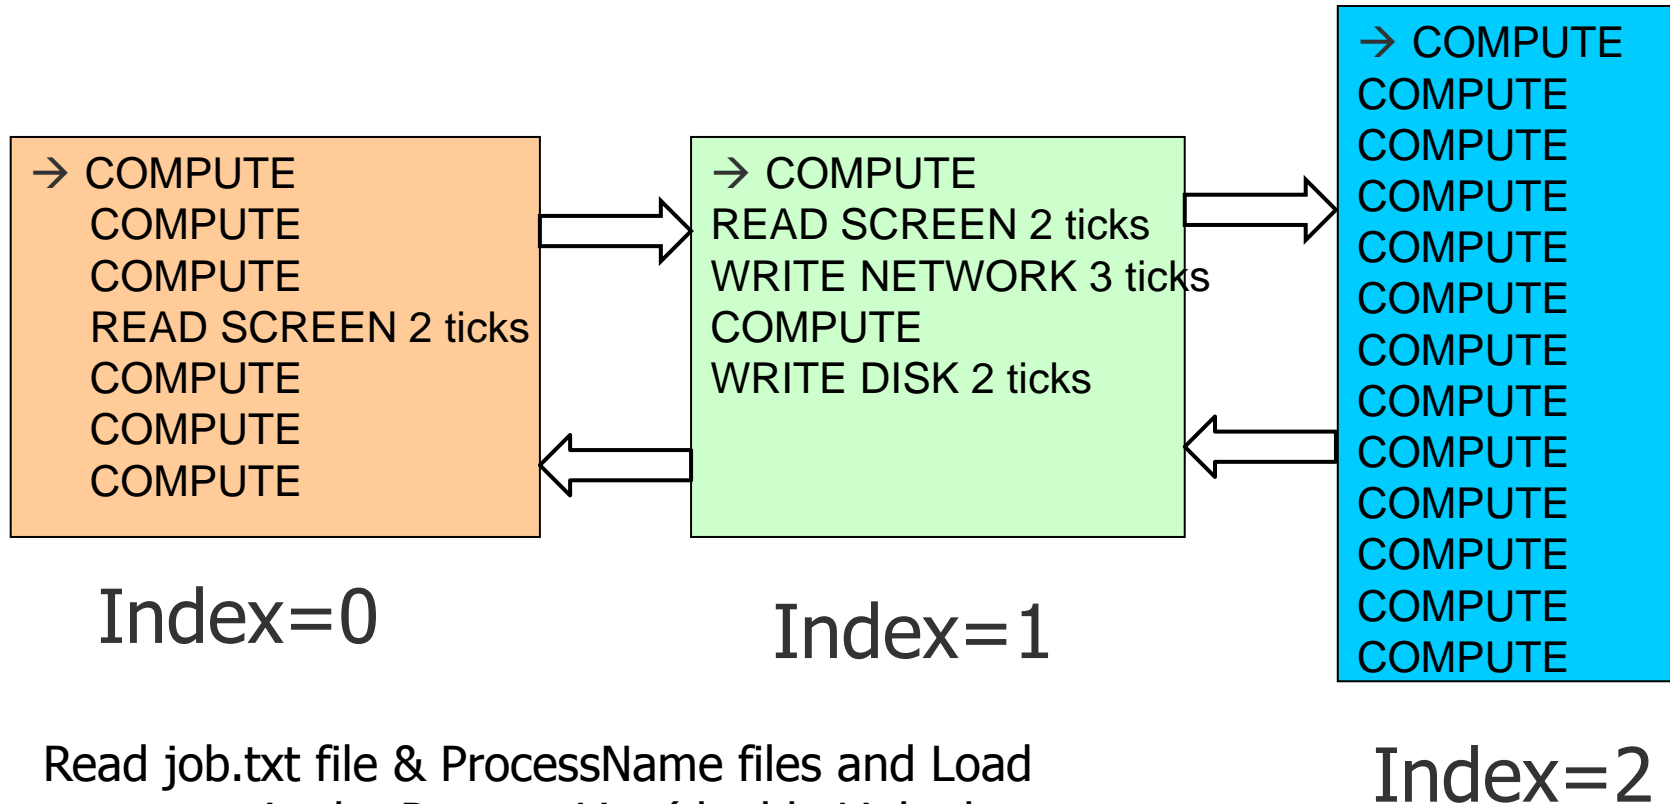 → COMPUTE
COMPUTE
COMPUTE
READ SCREEN 2 ticks
COMPUTE
COMPUTE
COMPUTE
Index=0
→ COMPUTE
READ SCREEN 2 ticks
WRITE NETWORK 3 ticks
COMPUTE
WRITE DISK 2 ticks
Index=1
→ COMPUTE
COMPUTE
COMPUTE
COMPUTE
COMPUTE
COMPUTE
COMPUTE
COMPUTE
COMPUTE
COMPUTE
COMPUTE
COMPUTE
COMPUTE
Index=2
Read job.txt file & ProcessName files and Load